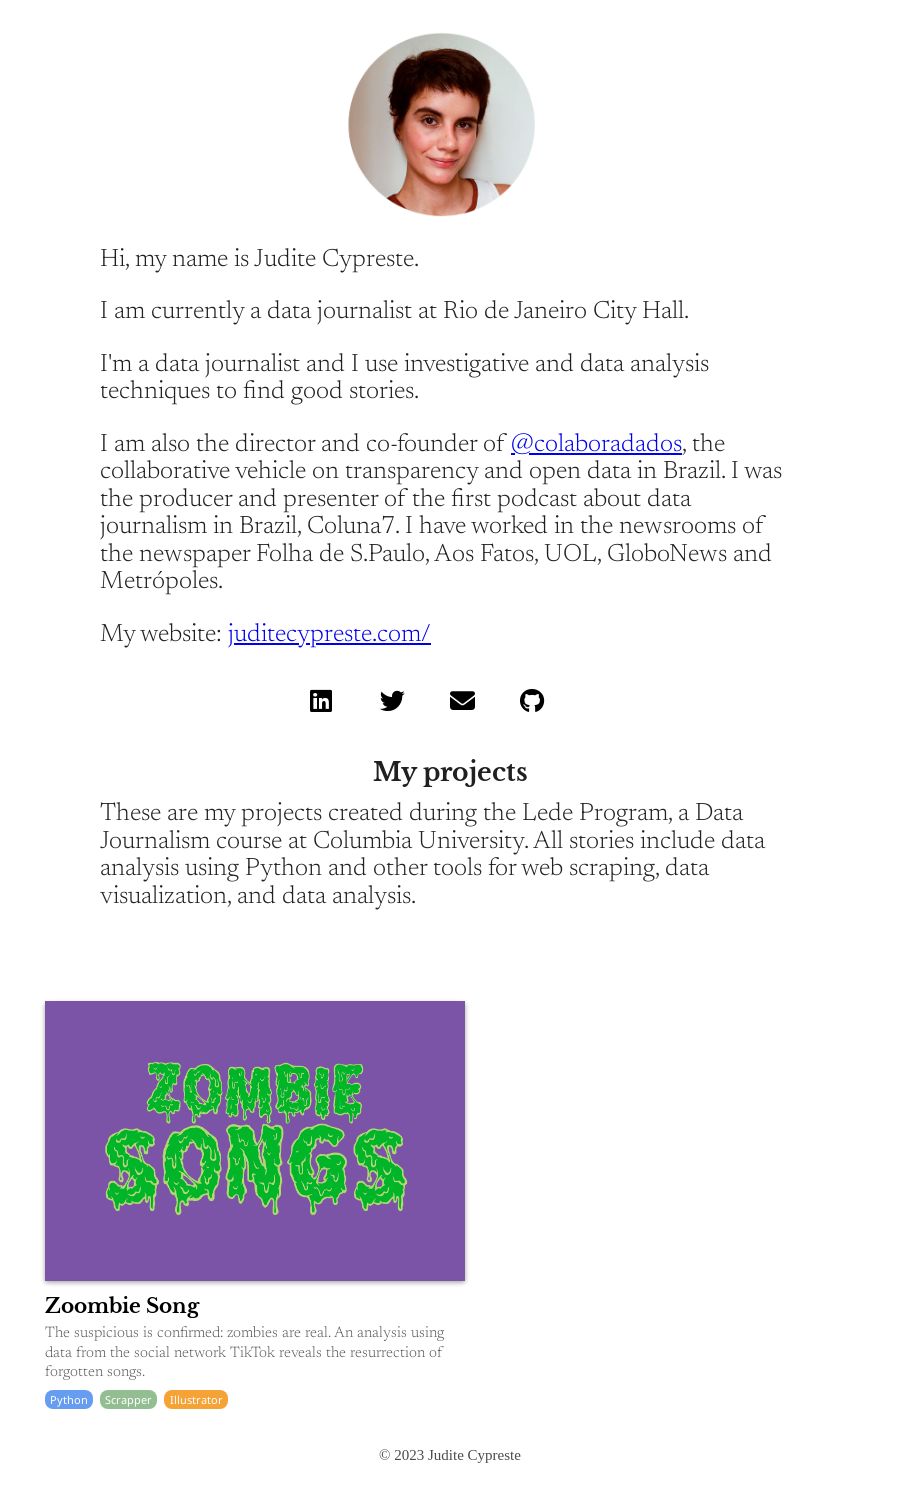 Hi, my name is Judite Cypreste.
I am currently a data journalist at Rio de Janeiro City Hall.
I'm a data journalist and I use investigative and data analysis
techniques to find good stories.
I am also the director and co-founder of @colaboradados, the
collaborative vehicle on transparency and open data in Brazil. I was
the producer and presenter of the first podcast about data
journalism in Brazil, Coluna7. I have worked in the newsrooms of
the newspaper Folha de S.Paulo, Aos Fatos, UOL, GloboNews and
Metrópoles.
My website: juditecypreste.com/
My projects
These are my projects created during the Lede Program, a Data
Journalism course at Columbia University. All stories include data
analysis using Python and other tools for web scraping, data
visualization, and data analysis.
ZOMBIE
SONGS
Zoombie Song
The suspicious is confirmed: zombies are real. An analysis using
data from the social network TikTok reveals the resurrection of
forgotten songs.
Python Scrapper Illustrator
© 2023 Judite Cypreste